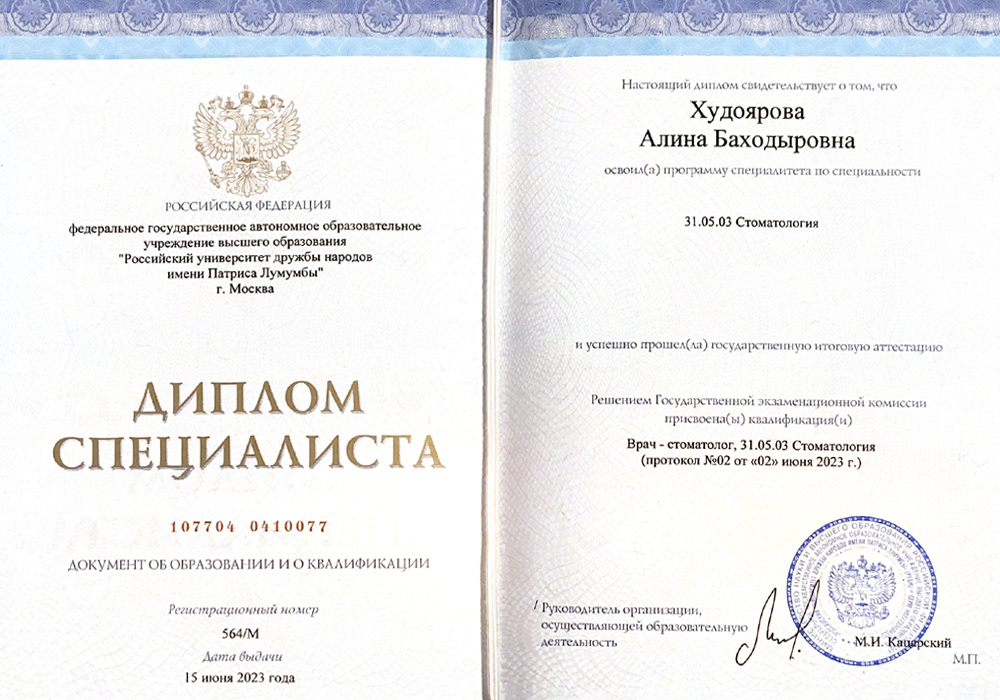 РОССИЙСКАЯ ФЕДЕРАЦИЯ
федеральное государственное автономное образовательное
учреждение высшего образования
"Российский университет дружбы народов
имени Патриса Лумумбы"
г. Москва
ДИПЛОМ
СПЕЦИАЛИСТА
107704 0410077
ДОКУМЕНТ ОБ ОБРАЗОВАНИИ И О КВАЛИФИКАЦИИ
Регистрационный номер
564/М
Дата выдачи
15 июня 2023 года
Настоящий диплом свидетельствует о том, что
Худоярова
Алина Баходыровна
освоил(а) программу специалитета по специальности
31.05.03 Стоматология
и успешно прошел(ла) государственную итоговую аттестацию
Решением Государственной экзаменационной комиссии
присвоена(ы) квалификация(и)
Врач - стоматолог, 31.05.03 Стоматология
(протокол №02 от «02» июня 2023 г.)
/ Руководитель организации,
осуществляющей образовательную
деятельность
М.И. Кацарский
М.П.